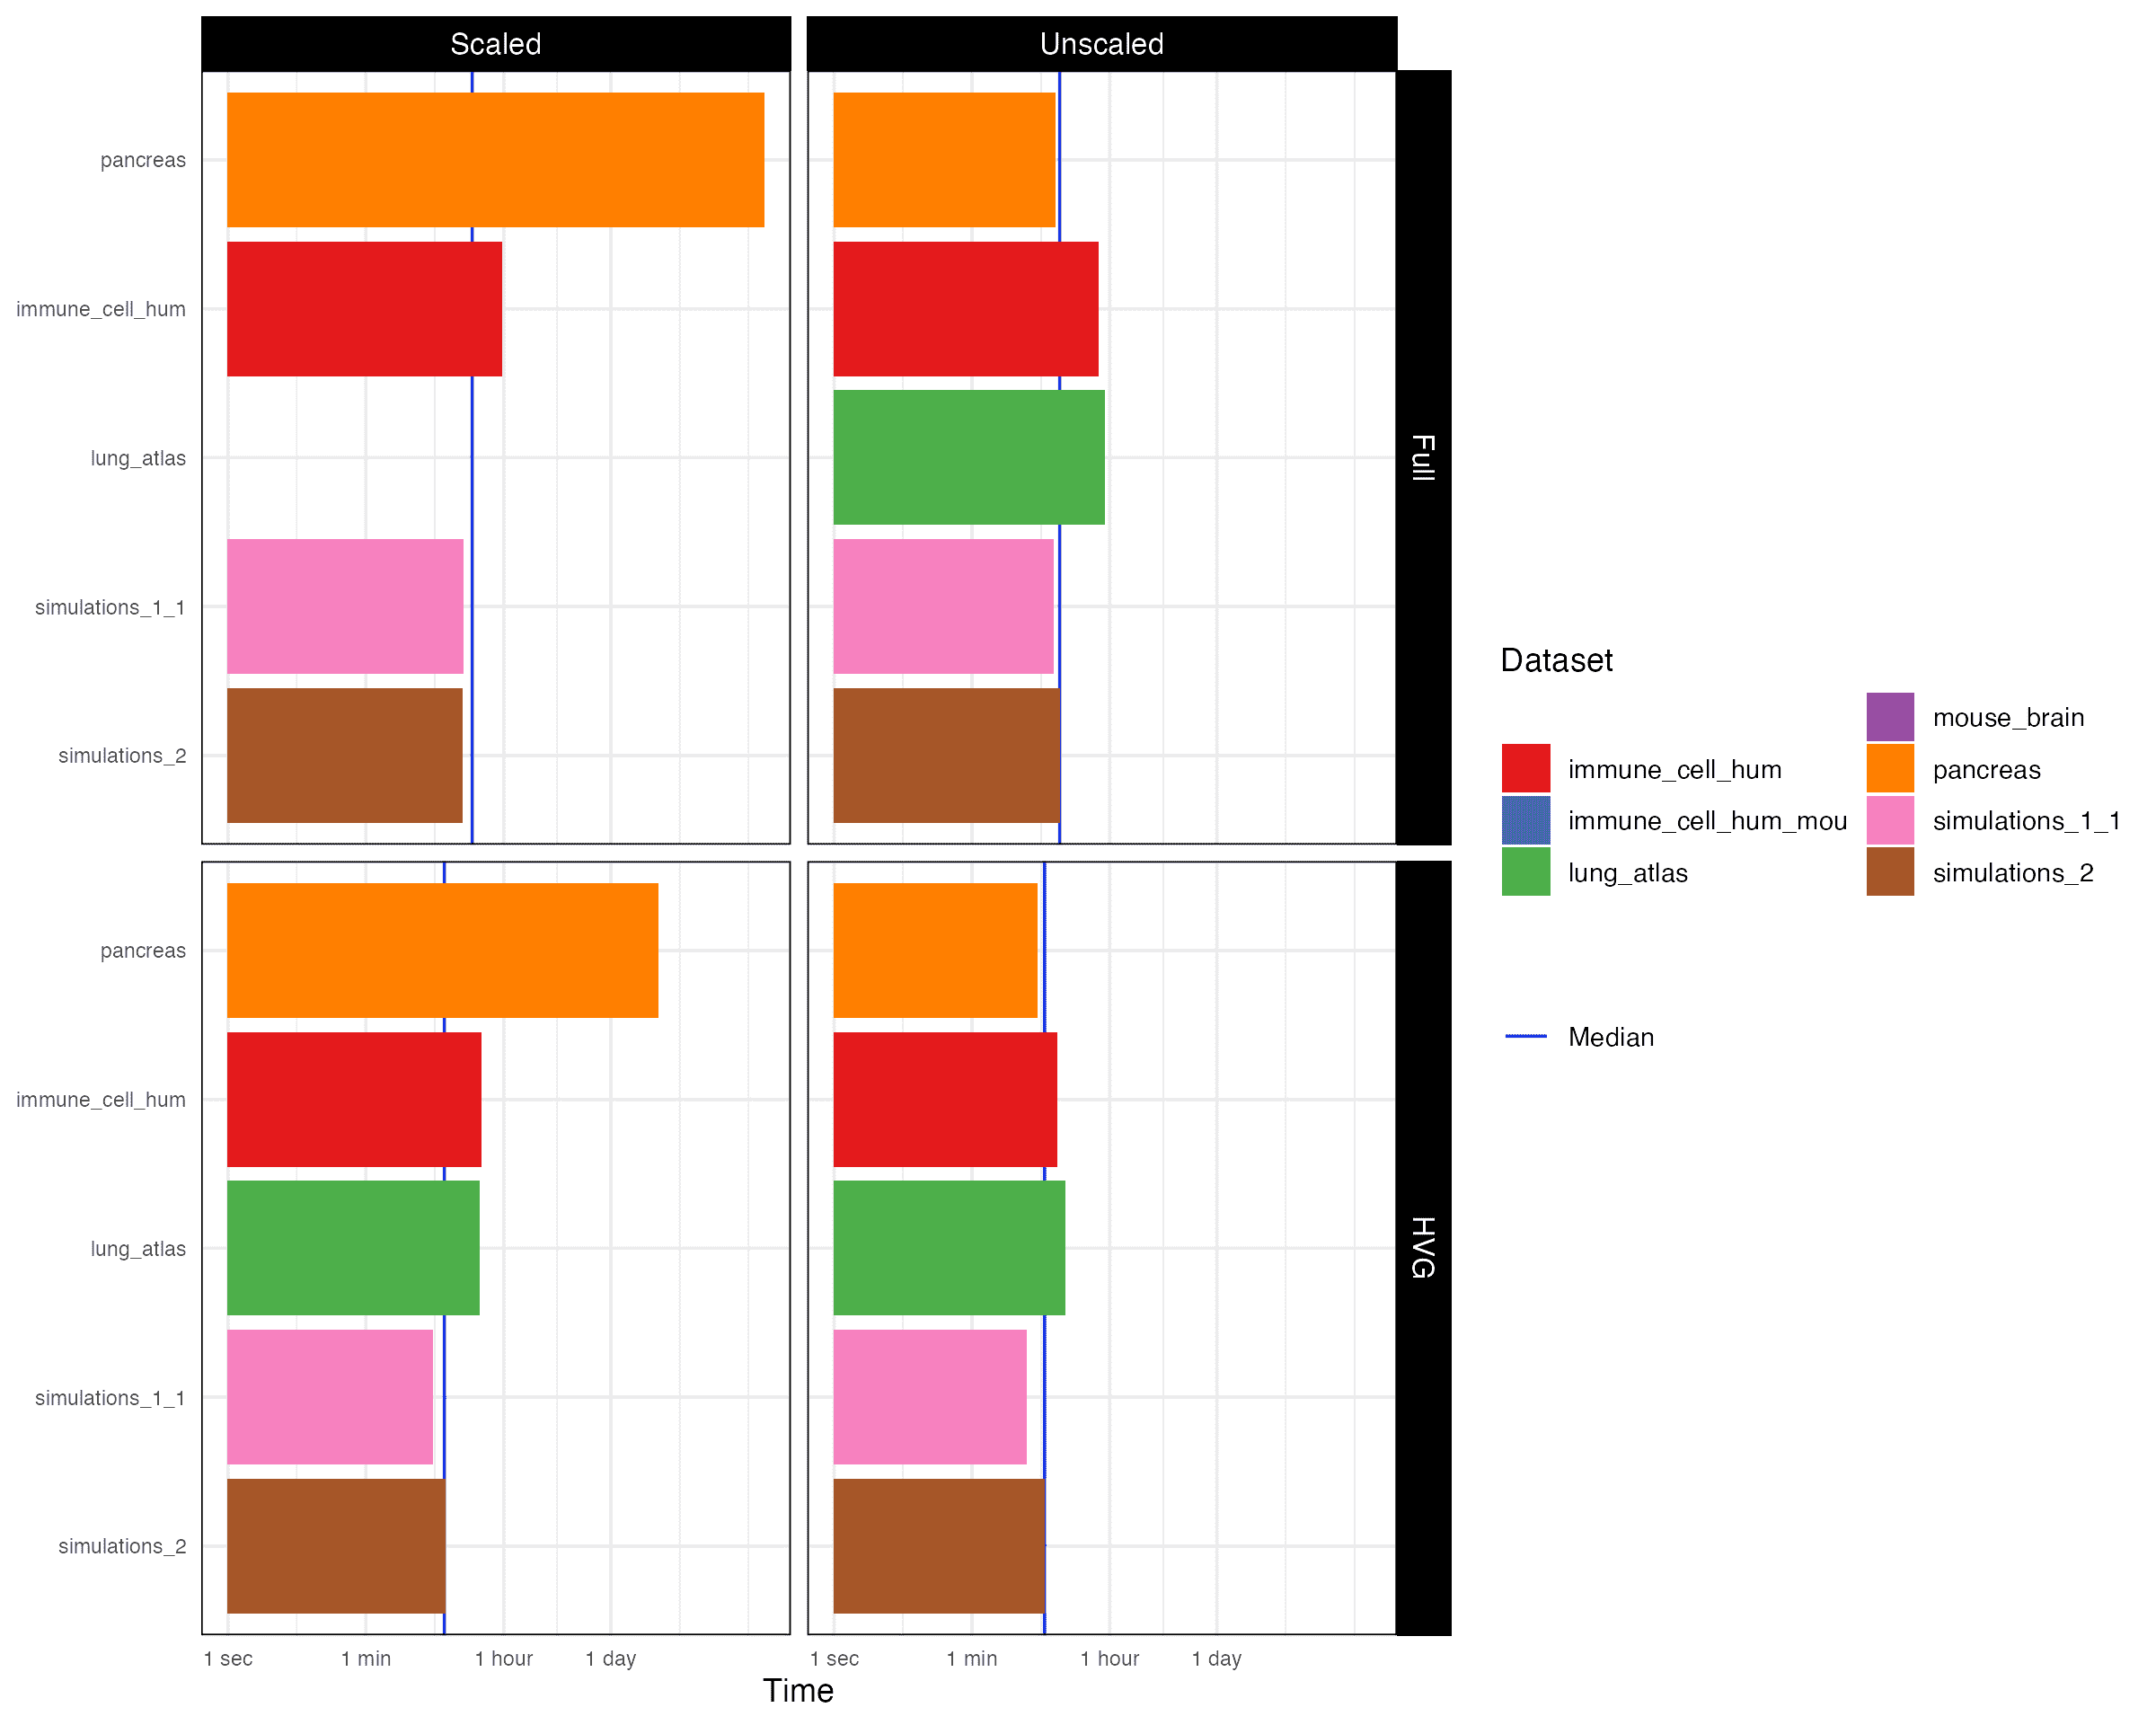 Scaled
Unscaled
pancreas
immune_cell_hum
lung_atlas
simulations_1_1
simulations_2
Full
pancreas
immune_cell_hum
lung_atlas
simulations_1_1
simulations_2
HVG
1 sec
1 min
1 hour
1 day
1 sec
1 min
1 hour
1 day
Time
Dataset
immune_cell_hum
immune_cell_hum_mou
lung_atlas
mouse_brain
pancreas
simulations_1_1
simulations_2
Median